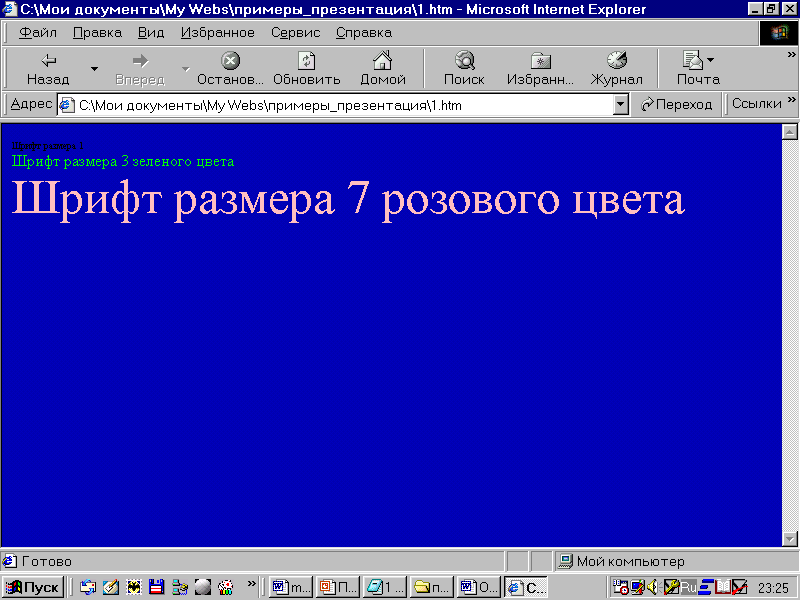 C:\Мои документы\My Webs\примеры_презентация\1.htm - Microsoft Internet Explorer
Файл Правка Вид Избранное Сервис Справка
Назад Вперед Останов... Обновить Домой Поиск Избранн... Журнал Почта »
Адрес C:\Мои документы\My Webs\примеры_презентация\1.htm Переход Ссылки »
Шрифт размера
Шрифт размера 3 зеленого цвета
Шрифт размера 7 розового цвета
Готово Мой компьютер
Пуск » m... П... 1 ... п... О... С... Ru 23:25